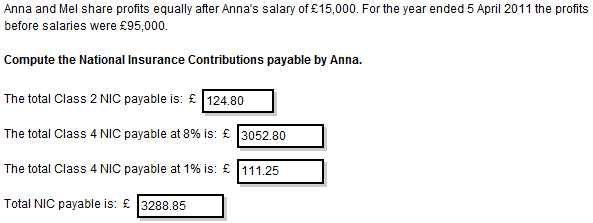 Anna and Mel share profits equally after Anna's salary of £15,000. For the year ended 5 April 2011 the profits
before salaries were £95,000.
Compute the National Insurance Contributions payable by Anna.
The total Class 2 NIC payable is: £ 124.80
The total Class 4 NIC payable at 8% is: £ 3052.80
The total Class 4 NIC payable at 1% is: £ 111.25
Total NIC payable is: £ 3288.85